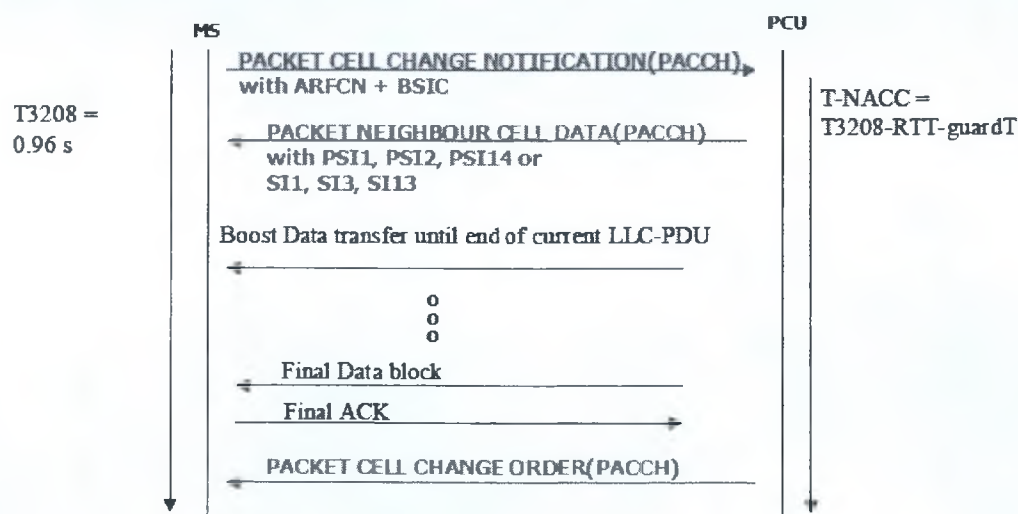 MS
PCU
PACKET CELL CHANGE NOTIFICATION(PACCH)
with ARFCN + BSIC
T3208 =
0.96 s
T-NACC =
T3208-RTT-guardT
PACKET NEIGHBOUR CELL DATA(PACCH)
with PSI1, PSI2, PSI14 or
SI1, SI3, SI13
Boost Data transfer until end of current LLC-PDU
o
o
o
Final Data block
Final ACK
PACKET CELL CHANGE ORDER(PACCH)